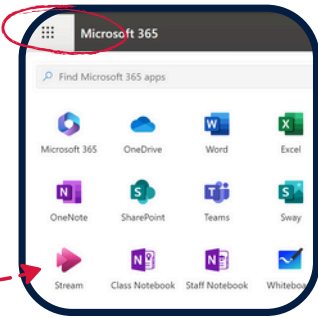 Microsoft 365
Find Microsoft 365 apps
Microsoft 365 OneDrive Word Excel
OneNote SharePoint Teams Sway
Stream Class Notebook Staff Notebook Whiteboa